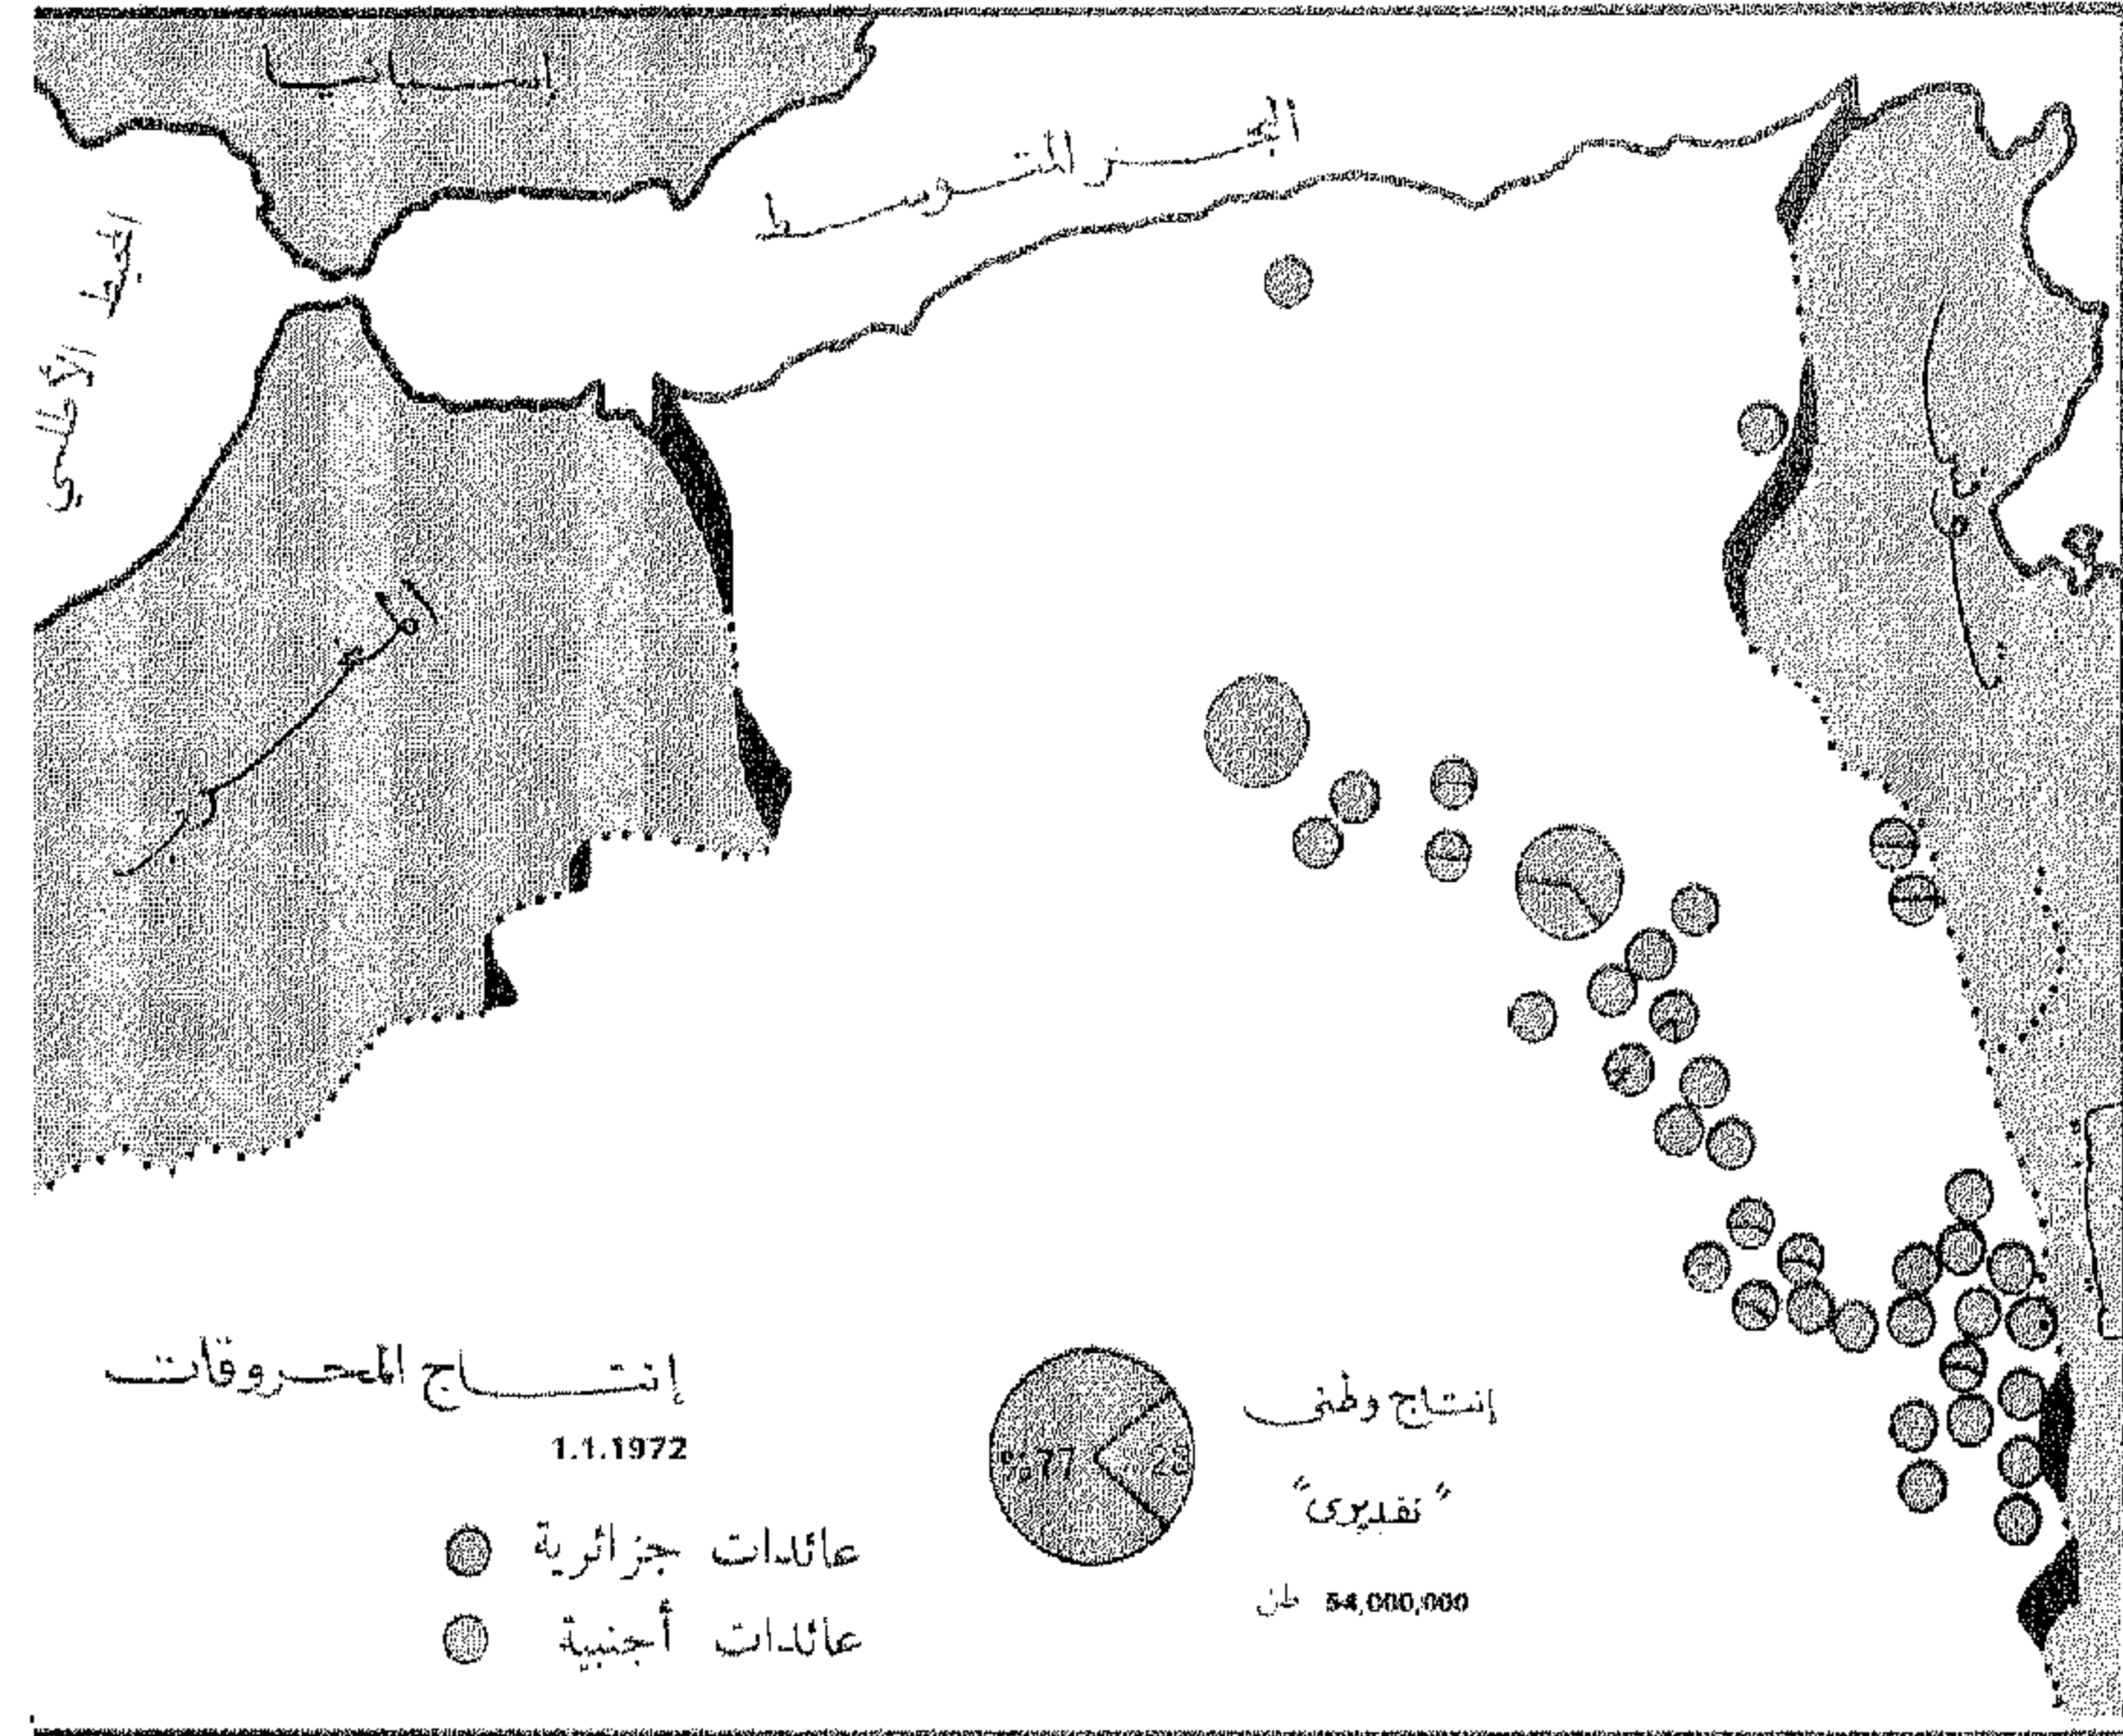 إسبانيا
البحر المتوسط
المحيط الأطلسي
تونس
المغرب
إنتاج المحروقات
1.1.1972
عائدات جزائرية
عائدات أجنبية
إنتاج وطني
"تقديري"
54,000,000 طن
%77
%23